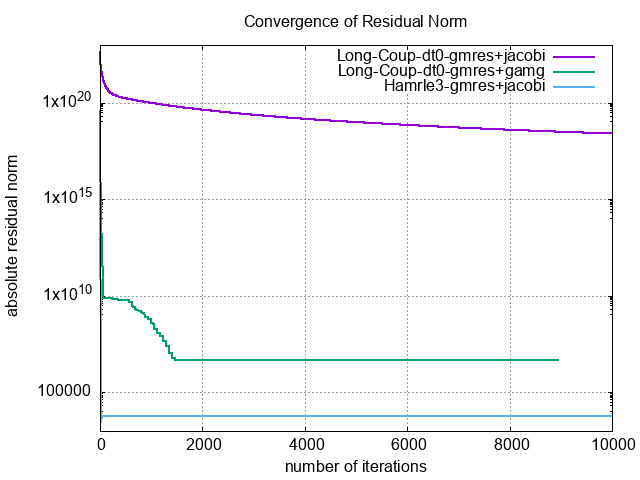 Convergence of Residual Norm
Long-Coup-dt0-gmres+jacobi
Long-Coup-dt0-gmres+gamg
Hamrle3-gmres+jacobi
absolute residual norm
1x10^20
1x10^15
1x10^10
100000
0 2000 4000 6000 8000 10000
number of iterations